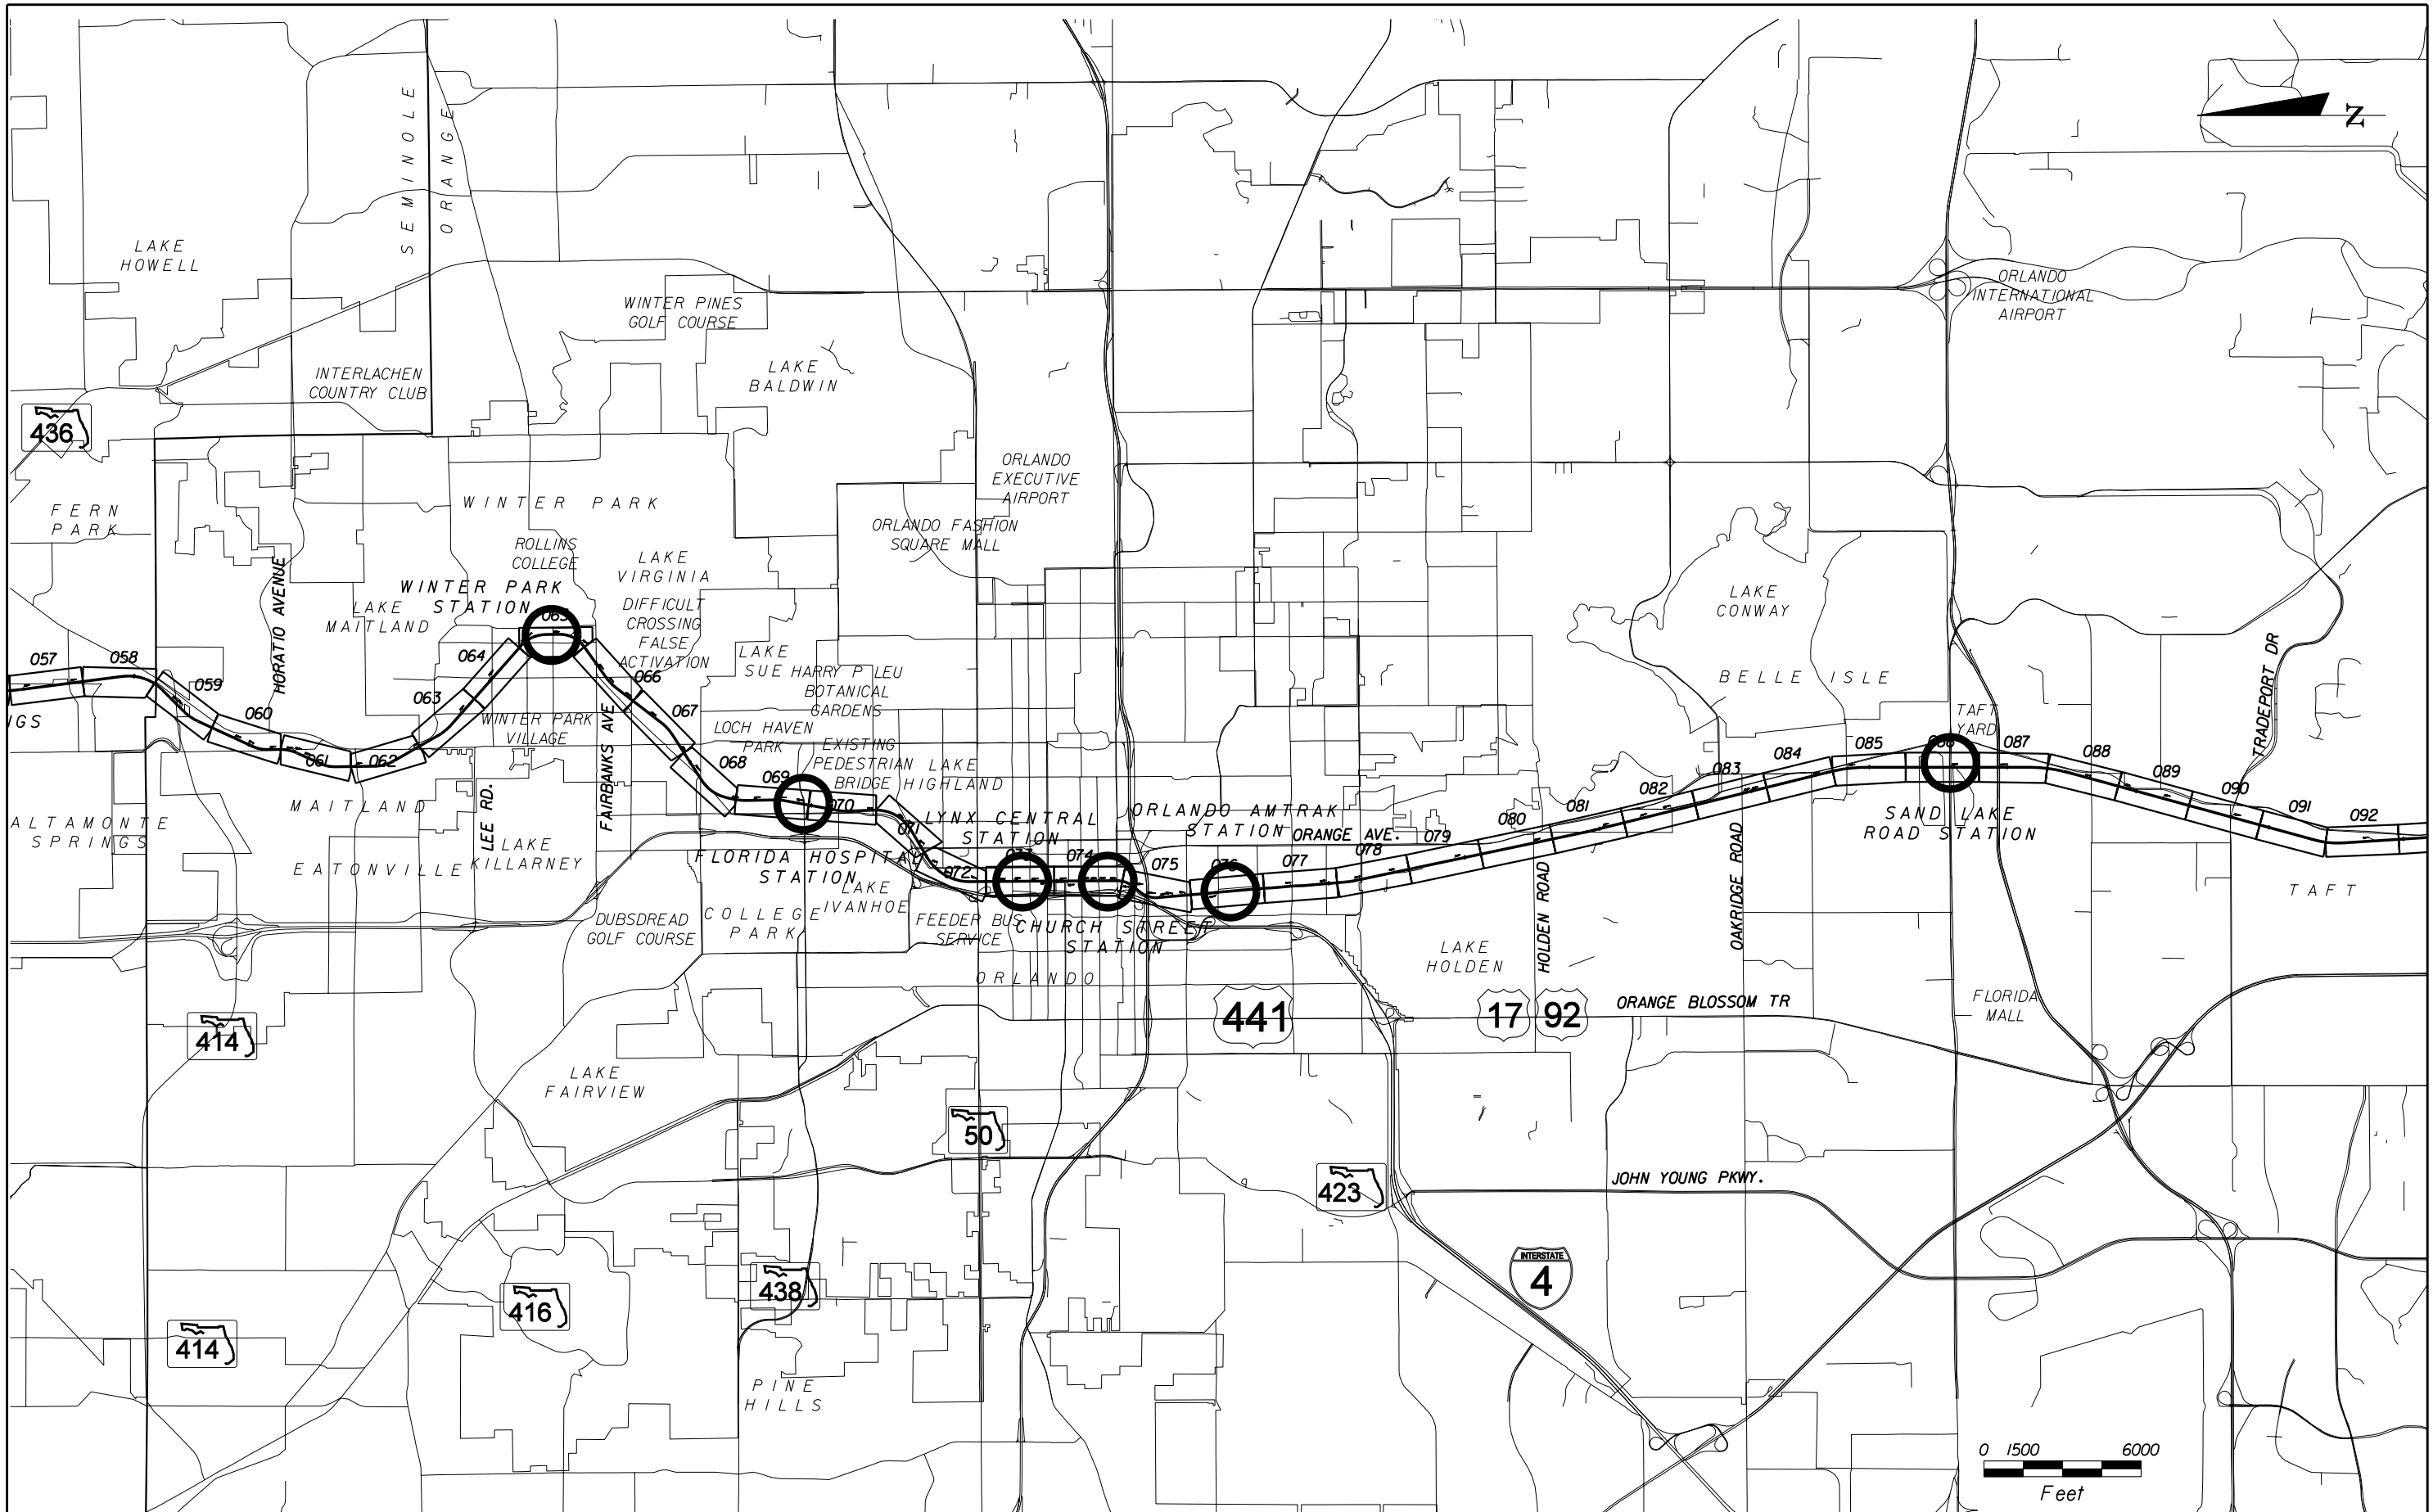 SEMINOLE
ORANGE
Z
LAKE
HOWELL
WINTER PINES
GOLF COURSE
ORLANDO
INTERNATIONAL
AIRPORT
INTERLACHEN
COUNTRY CLUB
LAKE
BALDWIN
436
ORLANDO
EXECUTIVE
AIRPORT
FERN
PARK
WINTER PARK
ORLANDO FASHION
SQUARE MALL
ROLLINS
COLLEGE
LAKE
VIRGINIA
HORATIO AVENUE
WINTER PARK
STATION
LAKE
MAITLAND
DIFFICULT
CROSSING
FALSE
ACTIVATION
LAKE
CONWAY
LAKE
SUE
HARRY P LEU
BOTANICAL
GARDENS
BELLE ISLE
TRADEPORT DR
057
058
059
060
061
062
063
064
065
066
067
068
069
070
071
072
073
074
075
076
077
078
079
080
081
082
083
084
085
086
087
088
089
090
091
092
NGS
WINTER PARK
VILLAGE
FAIRBANKS AVE
LOCH HAVEN
PARK
EXISTING
PEDESTRIAN
BRIDGE
LAKE
HIGHLAND
TAFT
YARD
MAITLAND
LEE RD.
ALTAMONTE
SPRINGS
LYNX CENTRAL
STATION
ORLANDO AMTRAK
STATION
ORANGE AVE.
SAND LAKE
ROAD STATION
LAKE
KILLARNEY
EATONVILLE
FLORIDA HOSPITAL
STATION
LAKE
IVANHOE
HOLDEN ROAD
OAKRIDGE ROAD
TAFT
DUBSDREAD
GOLF COURSE
COLLEGE
PARK
FEEDER BUS
SERVICE
CHURCH STREET
STATION
LAKE
HOLDEN
ORLANDO
441
17
92
ORANGE BLOSSOM TR
FLORIDA
MALL
414
LAKE
FAIRVIEW
50
423
JOHN YOUNG PKWY.
INTERSTATE
4
438
416
414
PINE
HILLS
0 1500 6000
Feet